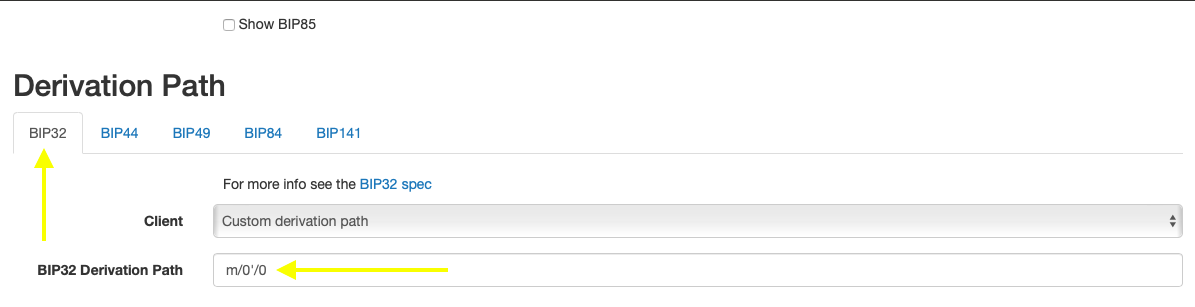 Show BIP85
Derivation Path
BIP32 BIP44 BIP49 BIP84 BIP141
For more info see the BIP32 spec
Client Custom derivation path
BIP32 Derivation Path m/0'/0